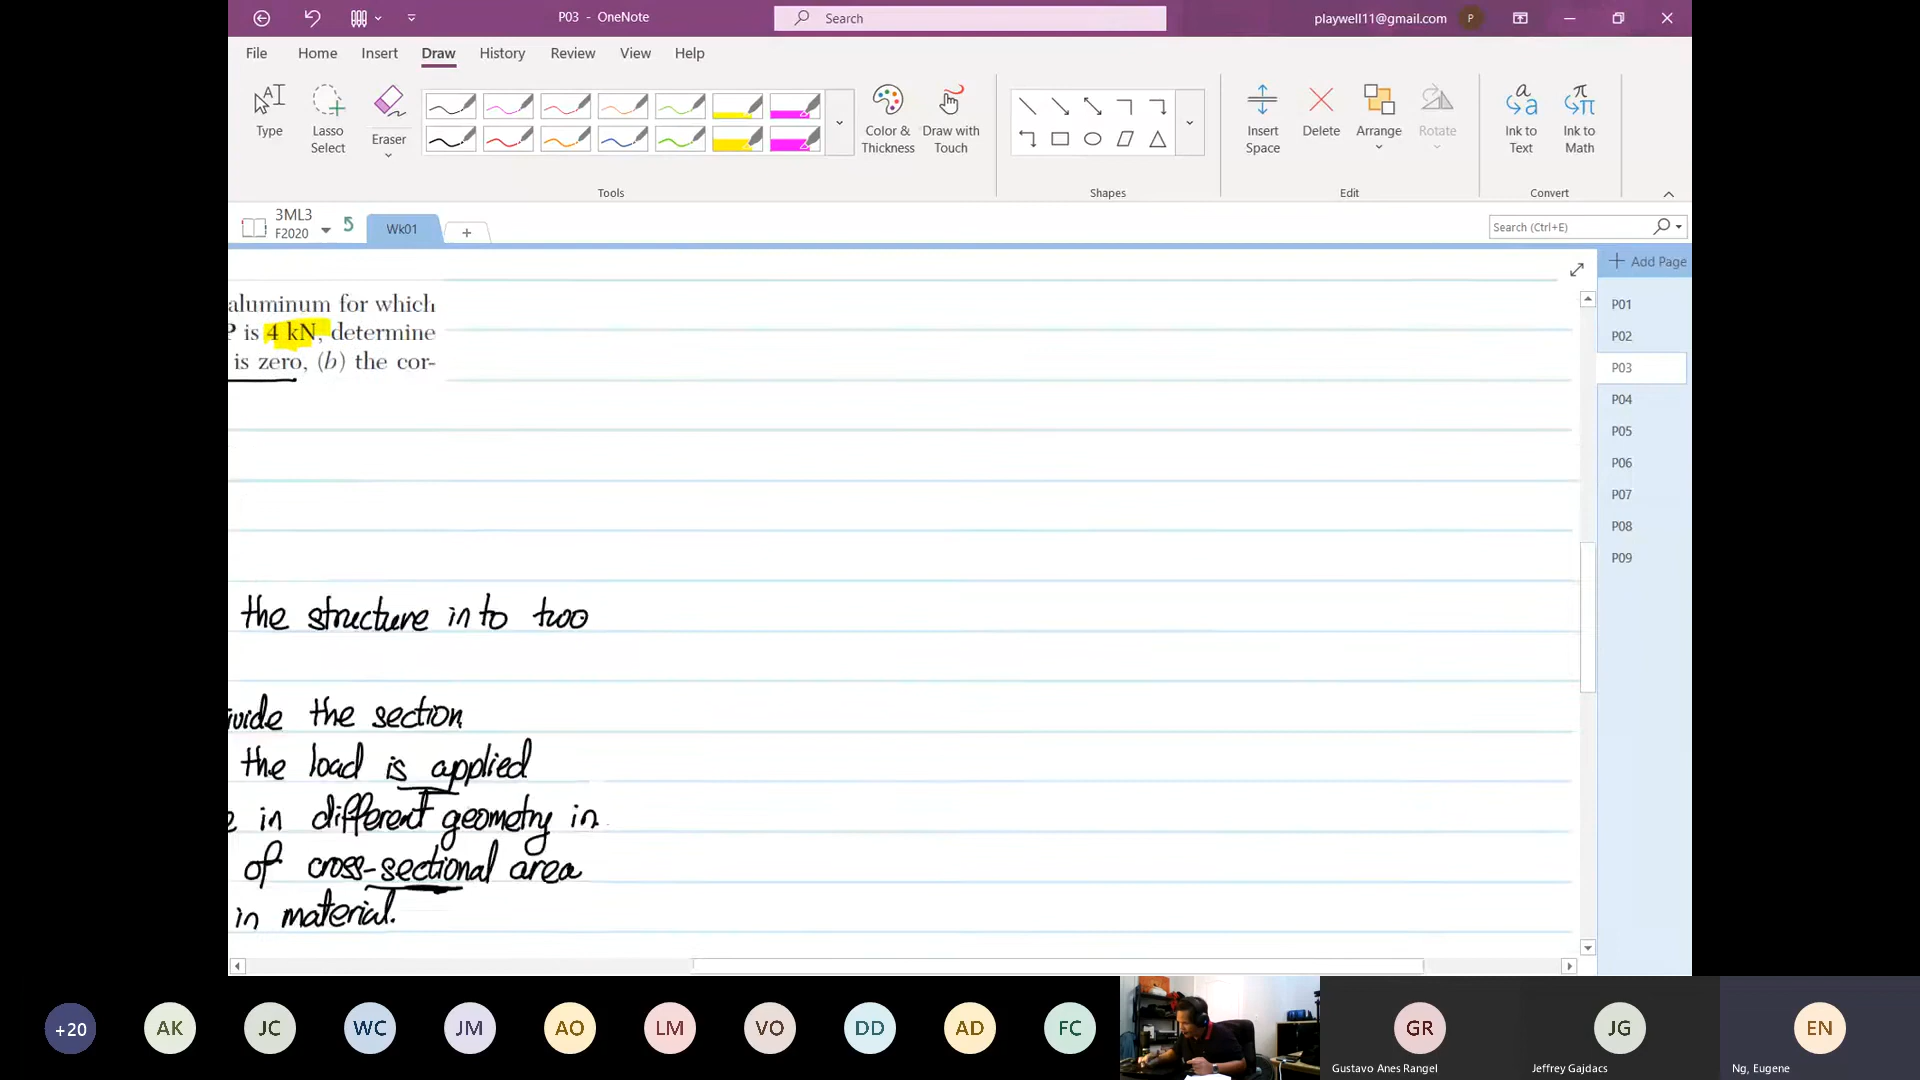 P03 - OneNote
Search
playwell11@gmail.com
P
File Home Insert Draw History Review View Help
Type
Lasso Select
Eraser
Color & Thickness
Draw with Touch
Insert Space
Delete
Arrange
Rotate
Ink to Text
Ink to Math
Tools
Shapes
Edit
Convert
3ML3 F2020
Wk01
Search (Ctrl+E)
Add Page
P01
P02
P03
P04
P05
P06
P07
P08
P09
aluminum for which
P is 4 kN, determine
is zero, (b) the cor-
the structure into two
ivide the section
the load is applied
e in different geometry in
of cross-sectional area
in material.
+20 AK JC WC JM AO LM VO DD AD FC GR JG EN
Gustavo Anes Rangel
Jeffrey Gajdacs
Ng, Eugene